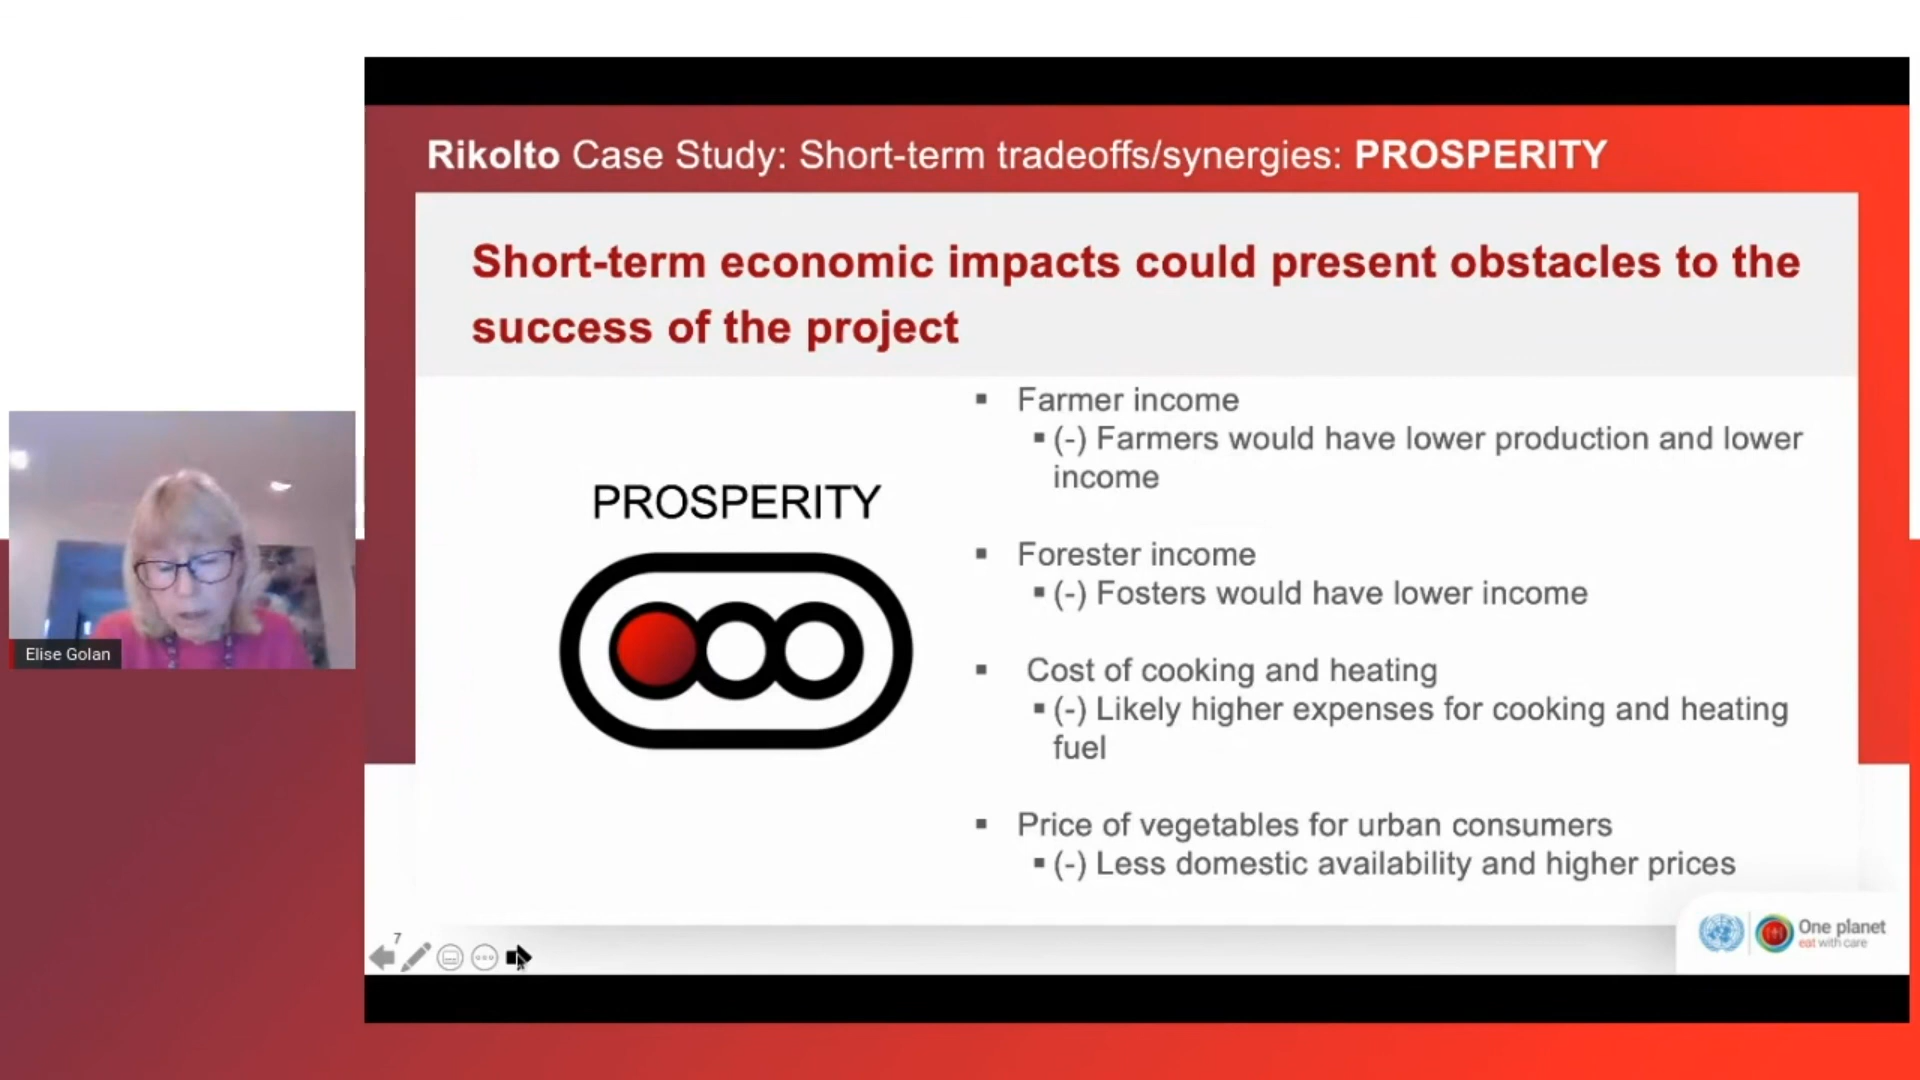 Rikolto Case Study: Short-term tradeoffs/synergies: PROSPERITY
Short-term economic impacts could present obstacles to the
success of the project
PROSPERITY
▪ Farmer income
▪ (-) Farmers would have lower production and lower
income
▪ Forester income
▪ (-) Fosters would have lower income
▪ Cost of cooking and heating
▪ (-) Likely higher expenses for cooking and heating
fuel
▪ Price of vegetables for urban consumers
▪ (-) Less domestic availability and higher prices
Elise Golan
7
One planet
eat with care